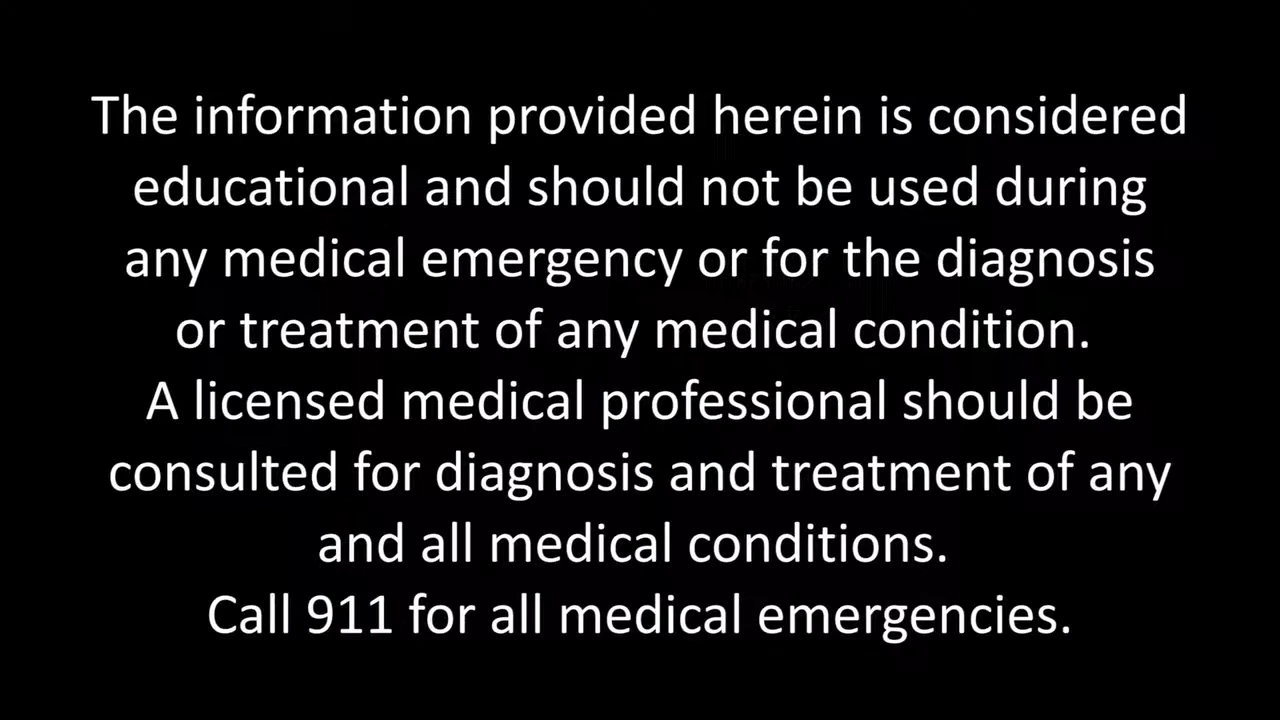 The information provided herein is considered
educational and should not be used during
any medical emergency or for the diagnosis
or treatment of any medical condition.
A licensed medical professional should be
consulted for diagnosis and treatment of any
and all medical conditions.
Call 911 for all medical emergencies.